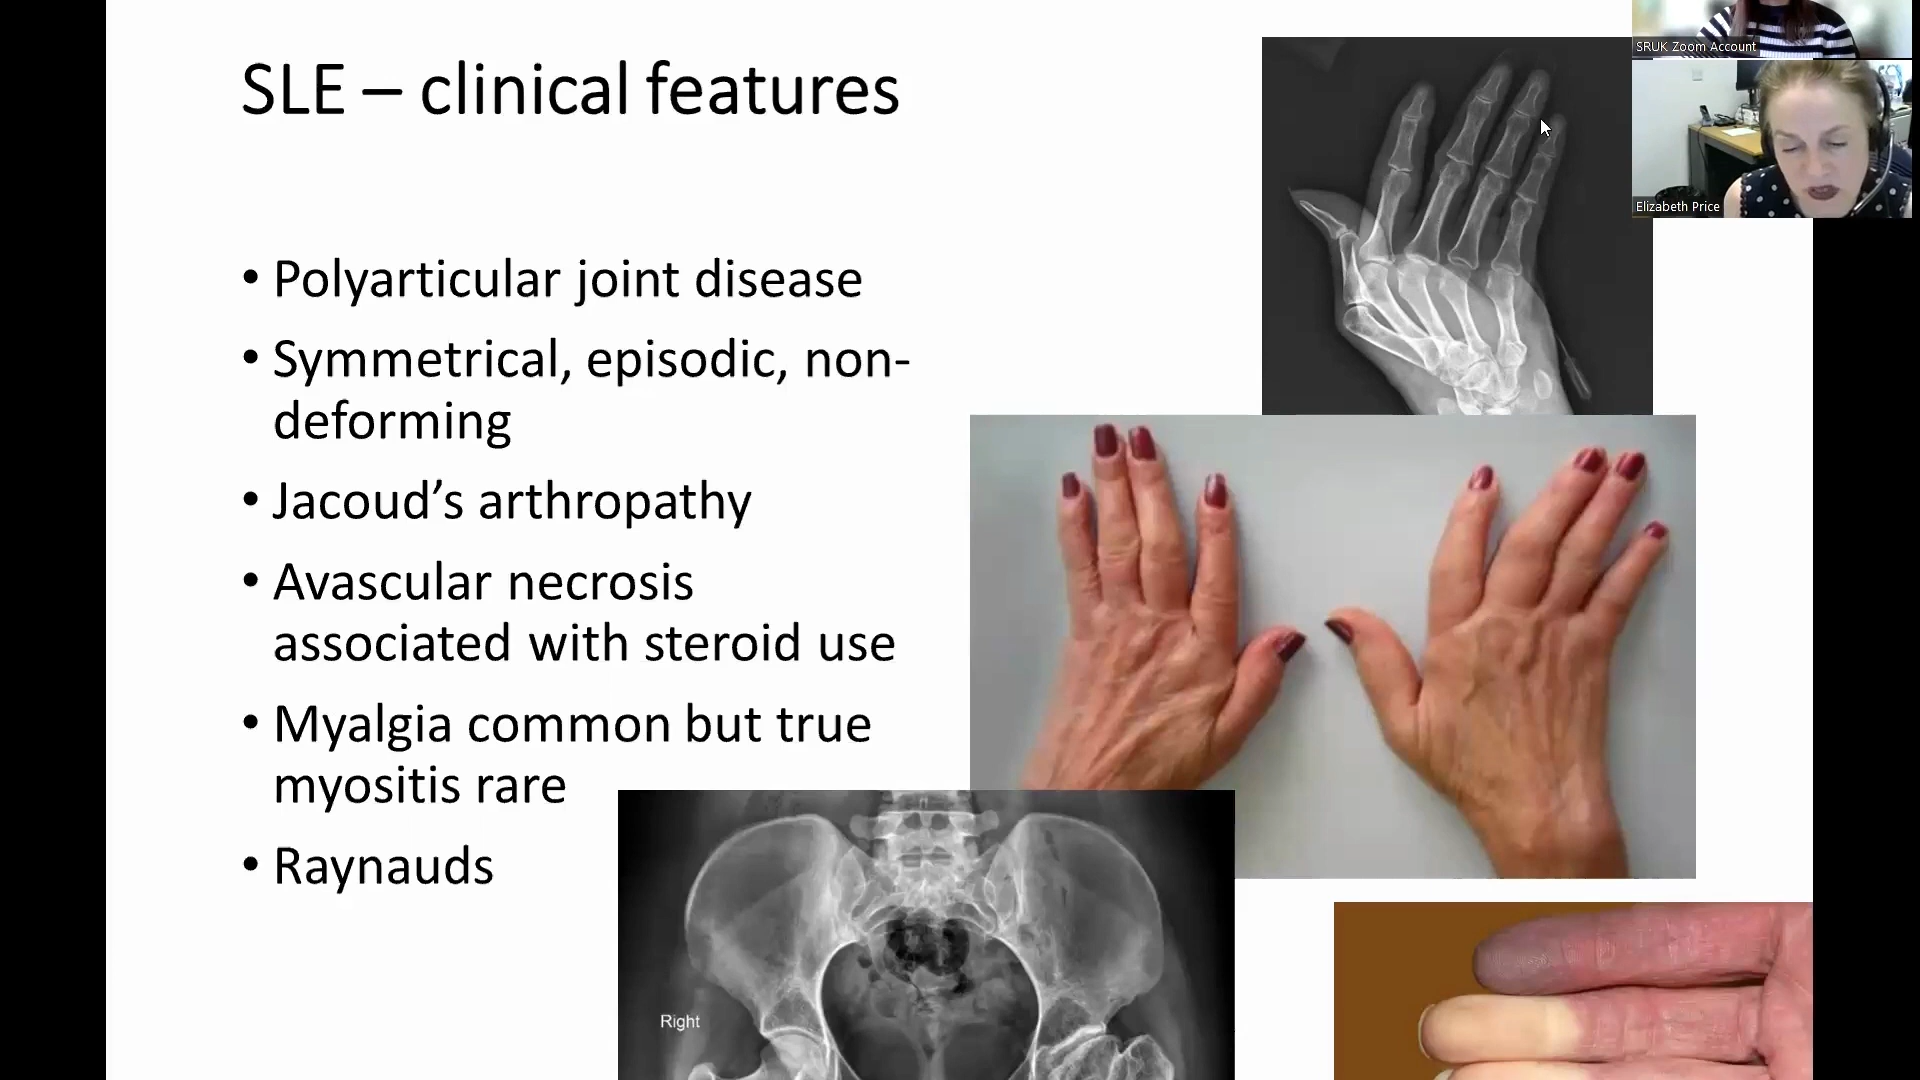 SLE – clinical features
• Polyarticular joint disease
• Symmetrical, episodic, non-
deforming
• Jacoud’s arthropathy
• Avascular necrosis
associated with steroid use
• Myalgia common but true
myositis rare
• Raynauds
Right
SRUK Zoom Account
Elizabeth Price